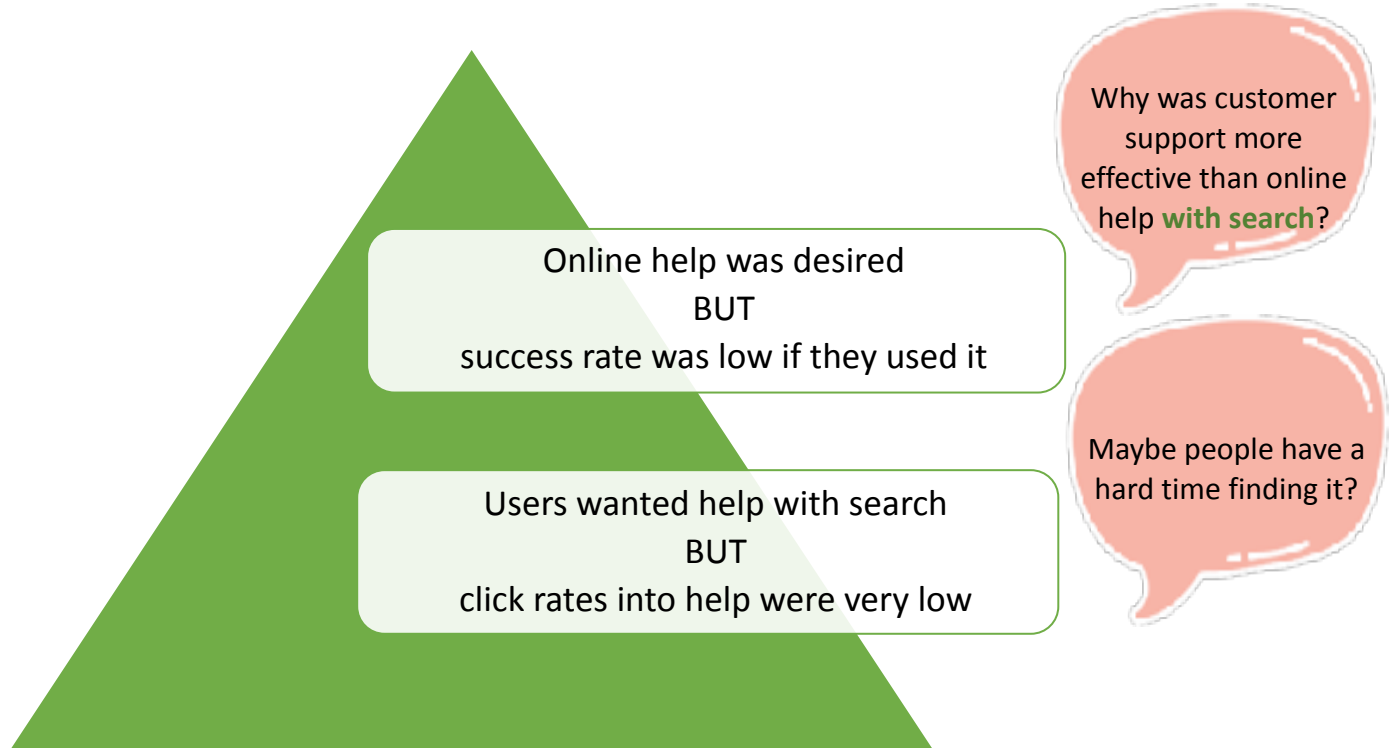 Why was customer
support more
effective than online
help with search?
Online help was desired
BUT
success rate was low if they used it
Maybe people have a
hard time finding it?
Users wanted help with search
BUT
click rates into help were very low